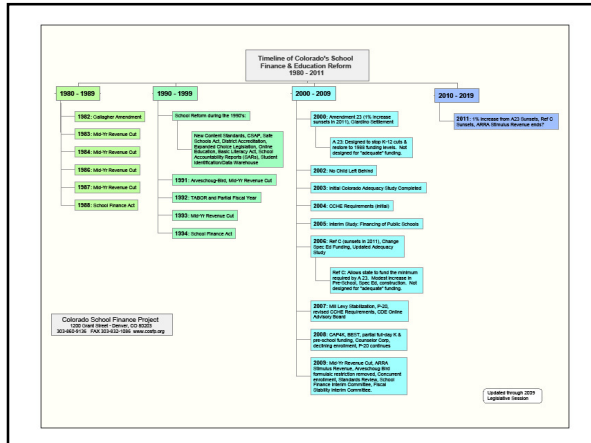 Timeline of Colorado's School
Finance & Education Reform
1980 - 2011
1980 - 1989
1982: Gallagher Amendment
1983: Mid-Yr Revenue Cut
1984: Mid-Yr Revenue Cut
1986: Mid-Yr Revenue Cut
1987: Mid-Yr Revenue Cut
1988: School Finance Act
1990 - 1999
School Reform during the 1990's:
New Content Standards, CSAP, Safe
Schools Act, District Accreditation,
Expanded Choice Legislation, Online
Education, Basic Literacy Act, School
Accountability Reports (SARs), Student
Identification/Data Warehouse
1991: Arveschoug-Bird, Mid-Yr Revenue Cut
1992: TABOR and Partial Fiscal Year
1993: Mid-Yr Revenue Cut
1994: School Finance Act
2000 - 2009
2000: Amendment 23 (1% increase
sunsets in 2011), Giardino Settlement
A 23: Designed to stop K-12 cuts &
restore to 1988 funding levels. Not
designed for "adequate" funding.
2002: No Child Left Behind
2003: Initial Colorado Adequacy Study Completed
2004: CCHE Requirements (initial)
2005: Interim Study: Financing of Public Schools
2006: Ref C (sunsets in 2011), Change
Spec Ed Funding, Updated Adequacy
Study
Ref C: Allows state to fund the minimum
required by A 23. Modest increase in
Pre-School, Spec Ed, construction. Not
designed for "adequate" funding.
2007: Mill Levy Stabilization, P-20,
revised CCHE Requirements, CDE Online
Advisory Board
2008: CAP4K, BEST, partial full-day K &
pre-school funding, Counselor Corp,
declining enrollment, P-20 continues
2009: Mid-Yr Revenue Cut, ARRA
Stimulus Revenue, Arveschoug Bird
formulaic restriction removed, Concurrent
enrollment, Standards Review, School
Finance Interim Committee, Fiscal
Stability Interim Committee.
2010 - 2019
2011: 1% Increase from A23 Sunsets, Ref C
Sunsets, ARRA Stimulus Revenue ends?
Colorado School Finance Project
1200 Grant Street - Denver, CO 80203
303-860-9136 FAX 303-832-1086 www.cosfp.org
Updated through 2009
Legislative Session